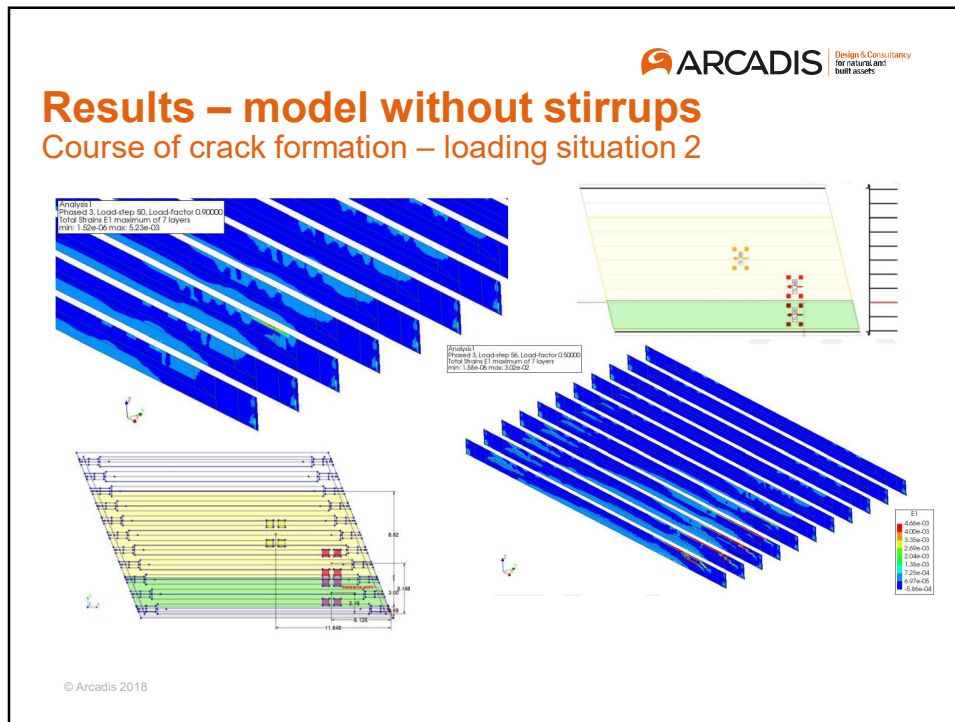 ARCADIS
Design & Consultancy
for natural and
built assets
Results – model without stirrups
Course of crack formation – loading situation 2
Analysis1
Phased 3, Load-step 50, Load-factor 0.90000
Total Strains E1 maximum of 7 layers
min: 1.52e-06 max: 5.23e-03
Analysis1
Phased 3, Load-step 56, Load-factor 0.50000
Total Strains E1 maximum of 7 layers
min: 1.58e-06 max: 3.02e-02
E1
4.66e-03
4.00e-03
3.35e-03
2.69e-03
2.04e-03
1.38e-03
7.25e-04
6.97e-05
-5.86e-04
8.82
3.00
2.16
6.126
11.848
© Arcadis 2018